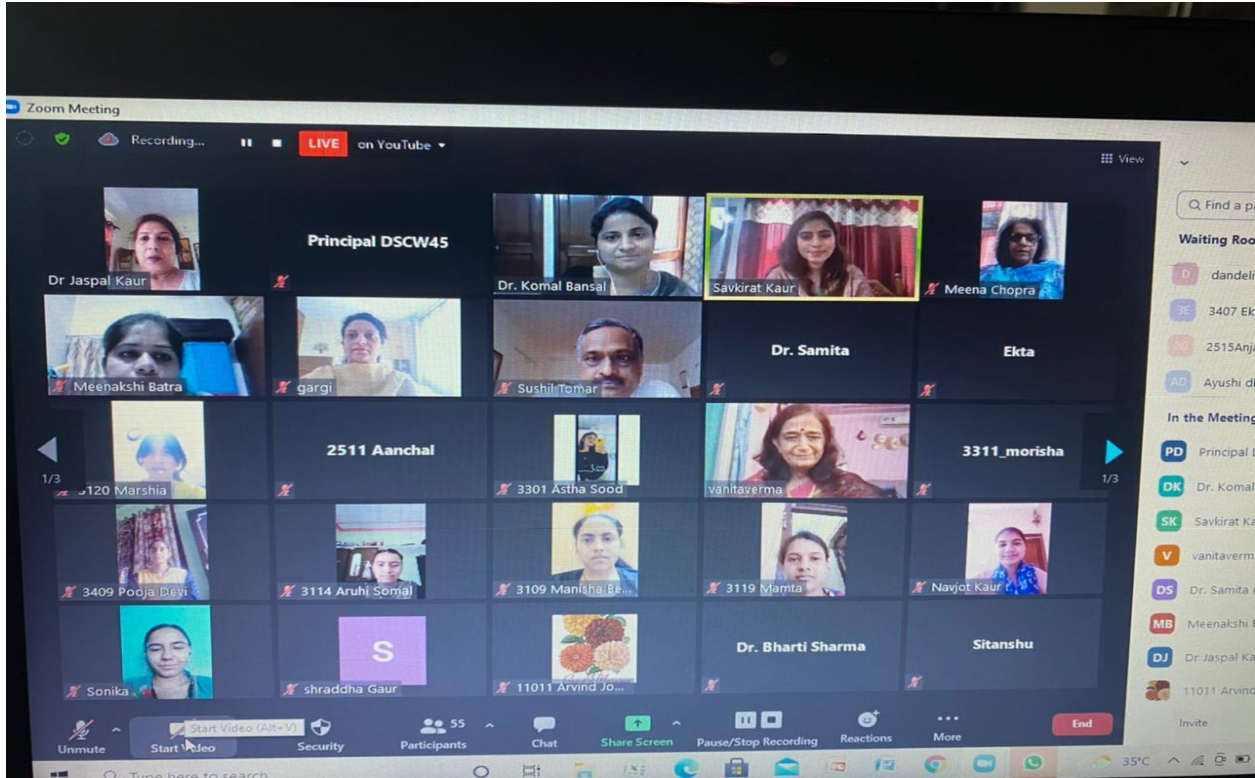 Zoom Meeting
Recording...
LIVE on YouTube
View
Dr Jaspal Kaur
Principal DSCW45
Dr. Komal Bansal
Savkirat Kaur
Meena Chopra
Meenakshi Batra
gargi
Sushil Tomar
Dr. Samita
Ekta
1/3
3120 Marshia
2511 Aanchal
3301 Astha Sood
vanitaverma
3311_morisha
1/3
3409 Pooja Devi
3114 Aruhi Somal
3109 Manisha Be...
3119 Mamta
Navjot Kaur
Sonika
S
shraddha Gaur
11011 Arvind Jo...
Dr. Bharti Sharma
Sitanshu
Find a pa
Waiting Roo
D dandeli
3E 3407 Ek
2515Anja
AD Ayushi di
In the Meeting
PD Principal D
DK Dr. Komal
SK Savkirat Ka
V vanitaverm
DS Dr. Samita
MB Meenakshi B
DJ Dr Jaspal Ka
11011 Arvind
Invite
Unmute
Start Video (Alt+V)
Start Video
Security
55
Participants
Chat
Share Screen
Pause/Stop Recording
Reactions
More
End
Type here to search
35°C